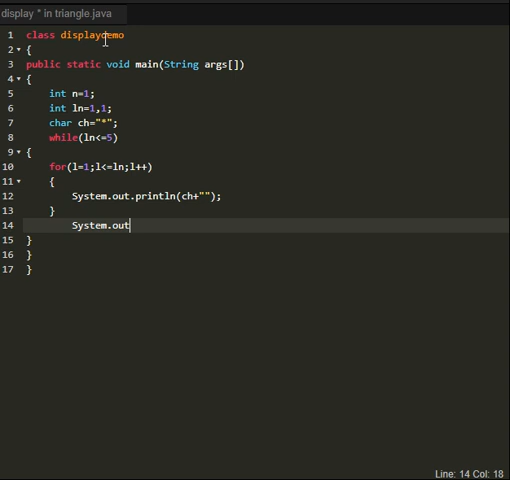 display * in triangle.java
1 class displaydemo
2 {
3 public static void main(String args[])
4 {
5 int n=1;
6 int ln=1,1;
7 char ch="*";
8 while(ln<=5)
9 {
10 for(l=1;l<=ln;l++)
11 {
12 System.out.println(ch+"");
13 }
14 System.out
15 }
16 }
17 }
Line: 14 Col: 18